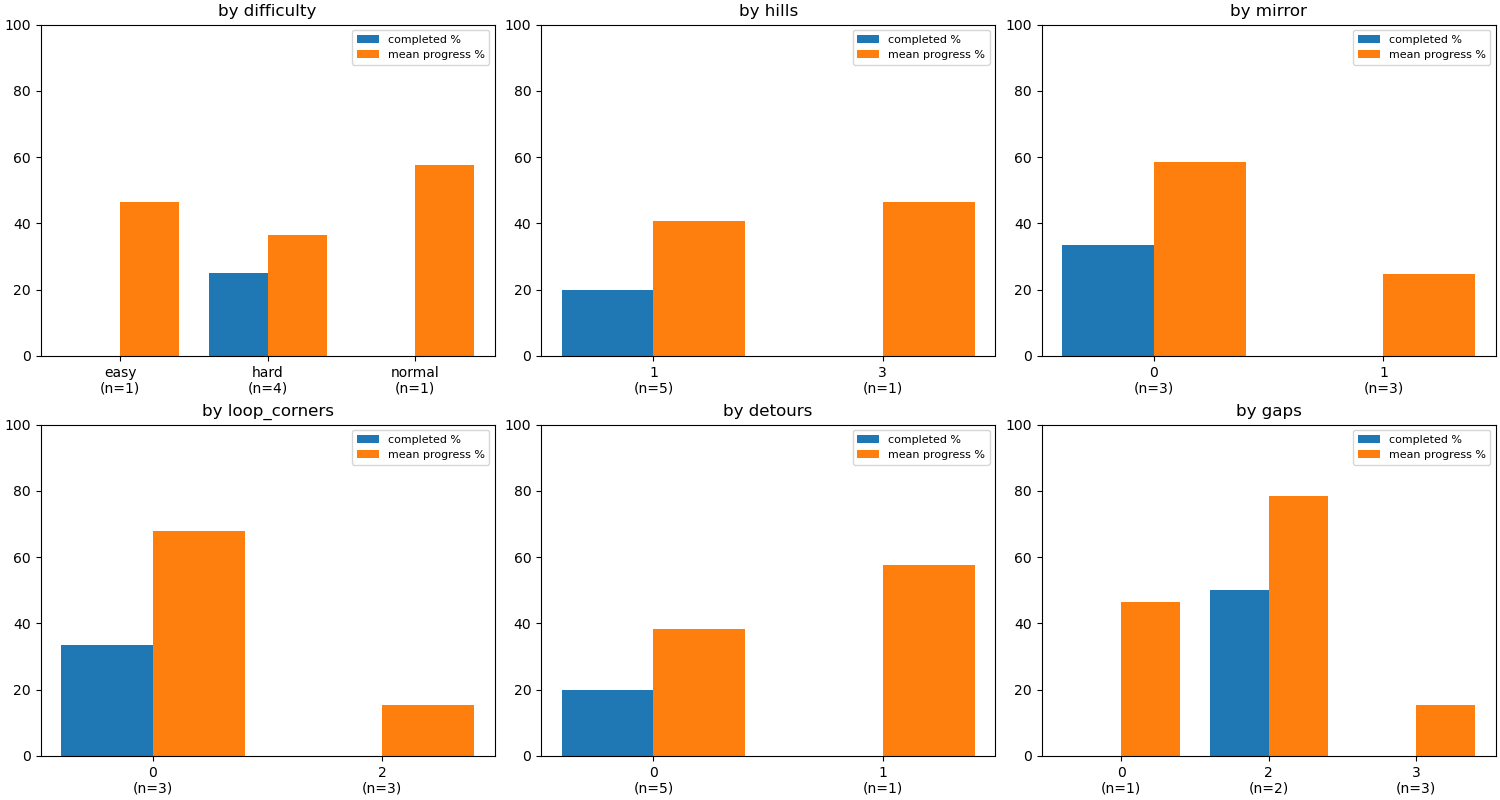 by difficulty
100
80
60
40
20
0
completed %
mean progress %
easy
(n=1)
hard
(n=4)
normal
(n=1)
by hills
100
80
60
40
20
0
completed %
mean progress %
1
(n=5)
3
(n=1)
by mirror
100
80
60
40
20
0
completed %
mean progress %
0
(n=3)
1
(n=3)
by loop_corners
100
80
60
40
20
0
completed %
mean progress %
0
(n=3)
2
(n=3)
by detours
100
80
60
40
20
0
completed %
mean progress %
0
(n=5)
1
(n=1)
by gaps
100
80
60
40
20
0
completed %
mean progress %
0
(n=1)
2
(n=2)
3
(n=3)